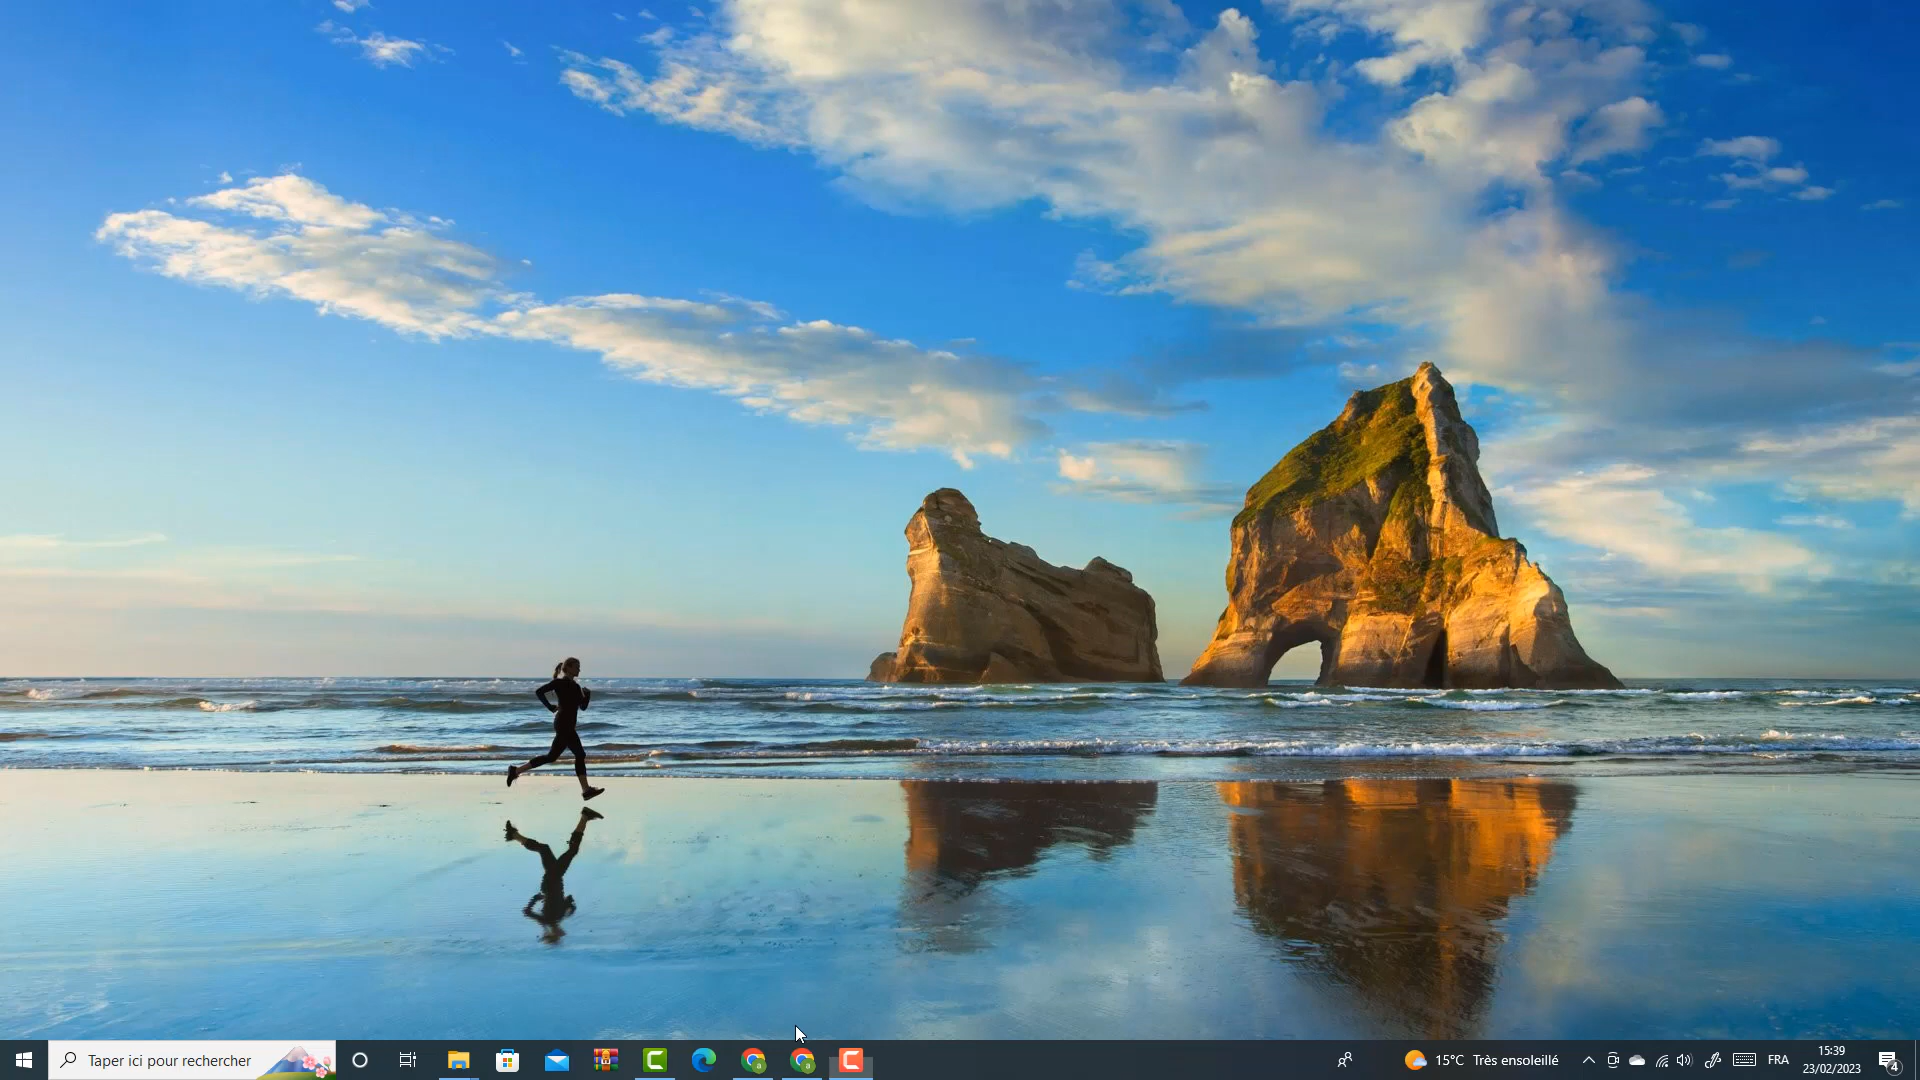 Taper ici pour rechercher
a
a
15°C Très ensoleillé
FRA
15:39
23/02/2023
4